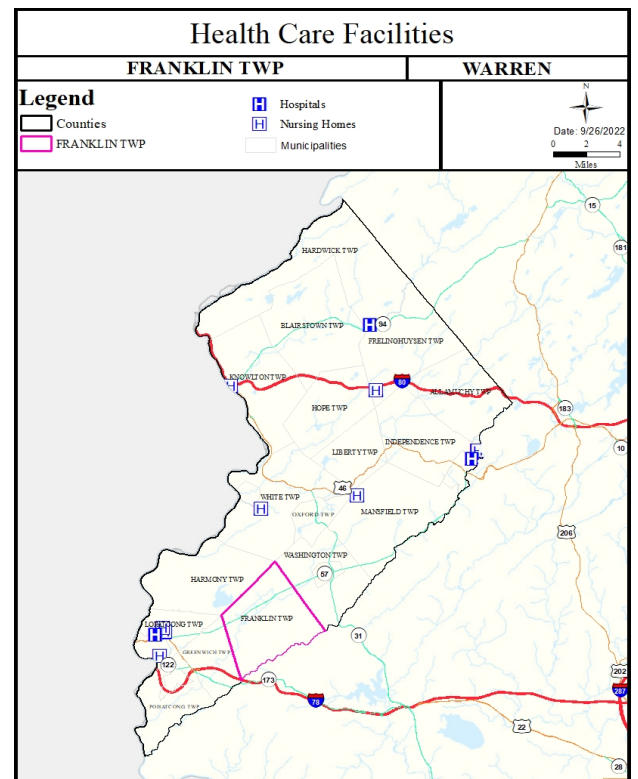 Health Care Facilities
FRANKLIN TWP
WARREN
Legend
Counties
FRANKLIN TWP
H Hospitals
H Nursing Homes
Municipalities
N
Date: 9/26/2022
0 2 4
Miles
15
181
HARDWICK TWP
BLAIRSTOWN TWP
H
94
FRELINGHUYSEN TWP
KNOWLTON TWP
H
H
80
ALLAMUCHY TWP
HOPE TWP
183
INDEPENDENCE TWP
10
LIBERTY TWP
H
46
WHITE TWP
H
H
OXFORD TWP
MANSFIELD TWP
206
WASHINGTON TWP
57
HARMONY TWP
FRANKLIN TWP
LOPATCONG TWP
H
31
GREENWICH TWP
H
122
173
202
287
78
POHATCONG TWP
22
28